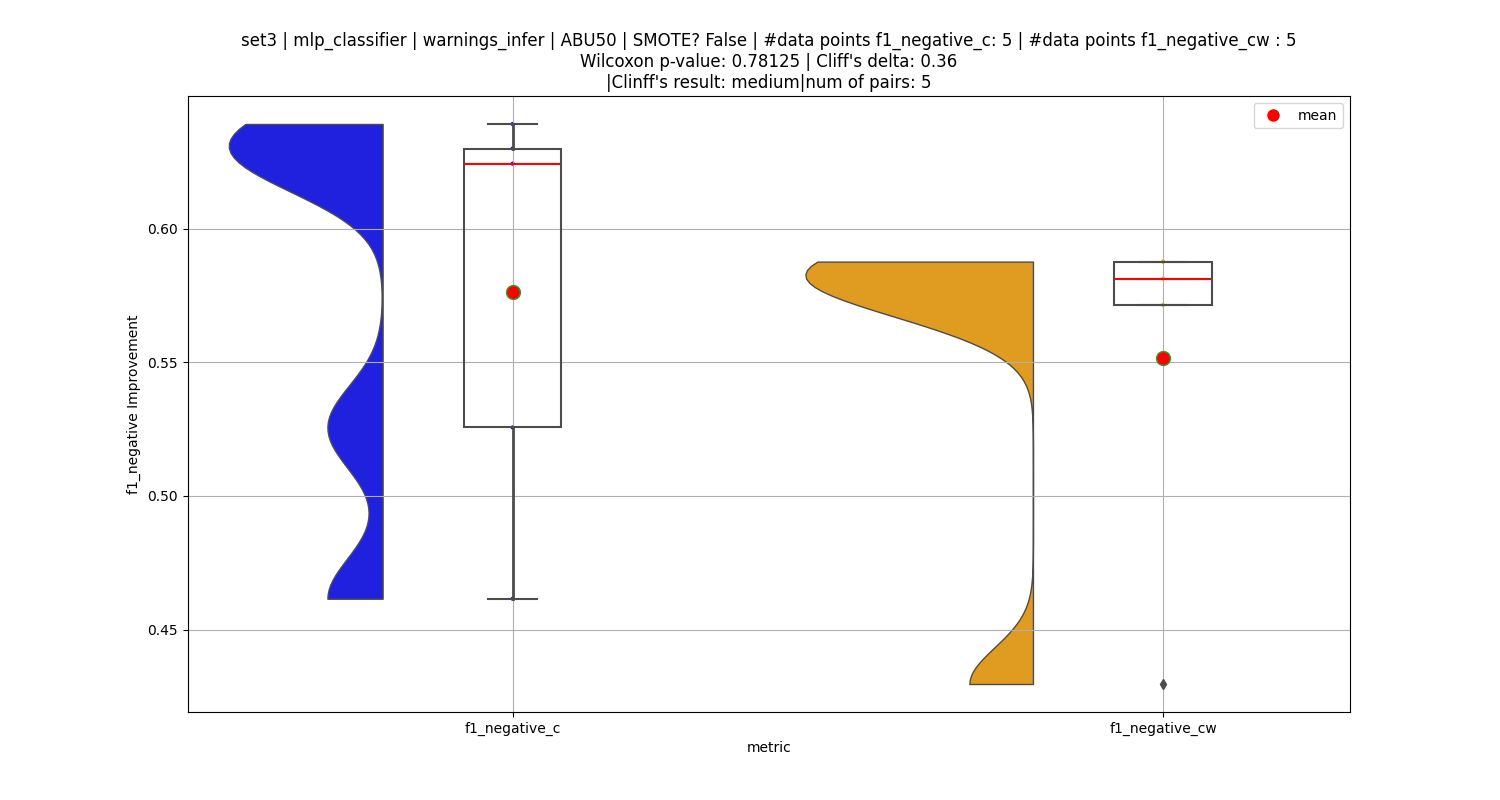 set3 | mlp_classifier | warnings_infer | ABU50 | SMOTE? False | #data points f1_negative_c: 5 | #data points f1_negative_cw : 5
Wilcoxon p-value: 0.78125 | Cliff's delta: 0.36
|Clinff's result: medium|num of pairs: 5
mean
0.60
0.55
0.50
0.45
f1_negative Improvement
f1_negative_c
f1_negative_cw
metric